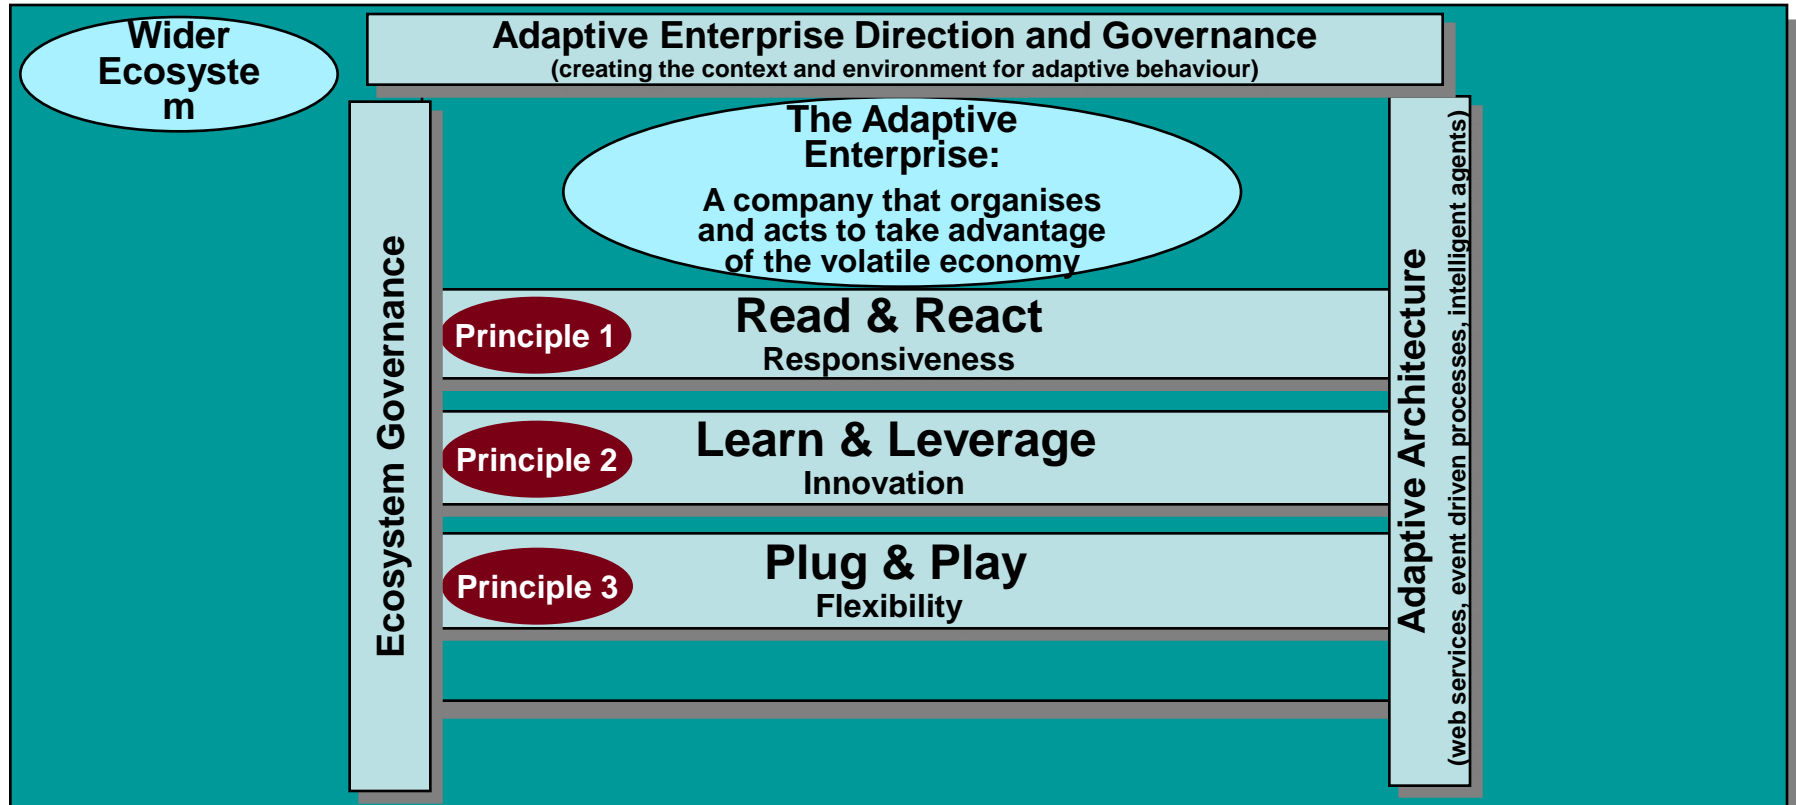 Wider
Ecosyste
m
Adaptive Enterprise Direction and Governance
(creating the context and environment for adaptive behaviour)
The Adaptive
Enterprise:
A company that organises
and acts to take advantage
of the volatile economy
Ecosystem Governance
Principle 1
Read & React
Responsiveness
Principle 2
Learn & Leverage
Innovation
Principle 3
Plug & Play
Flexibility
Adaptive Architecture
(web services, event driven processes, intelligent agents)